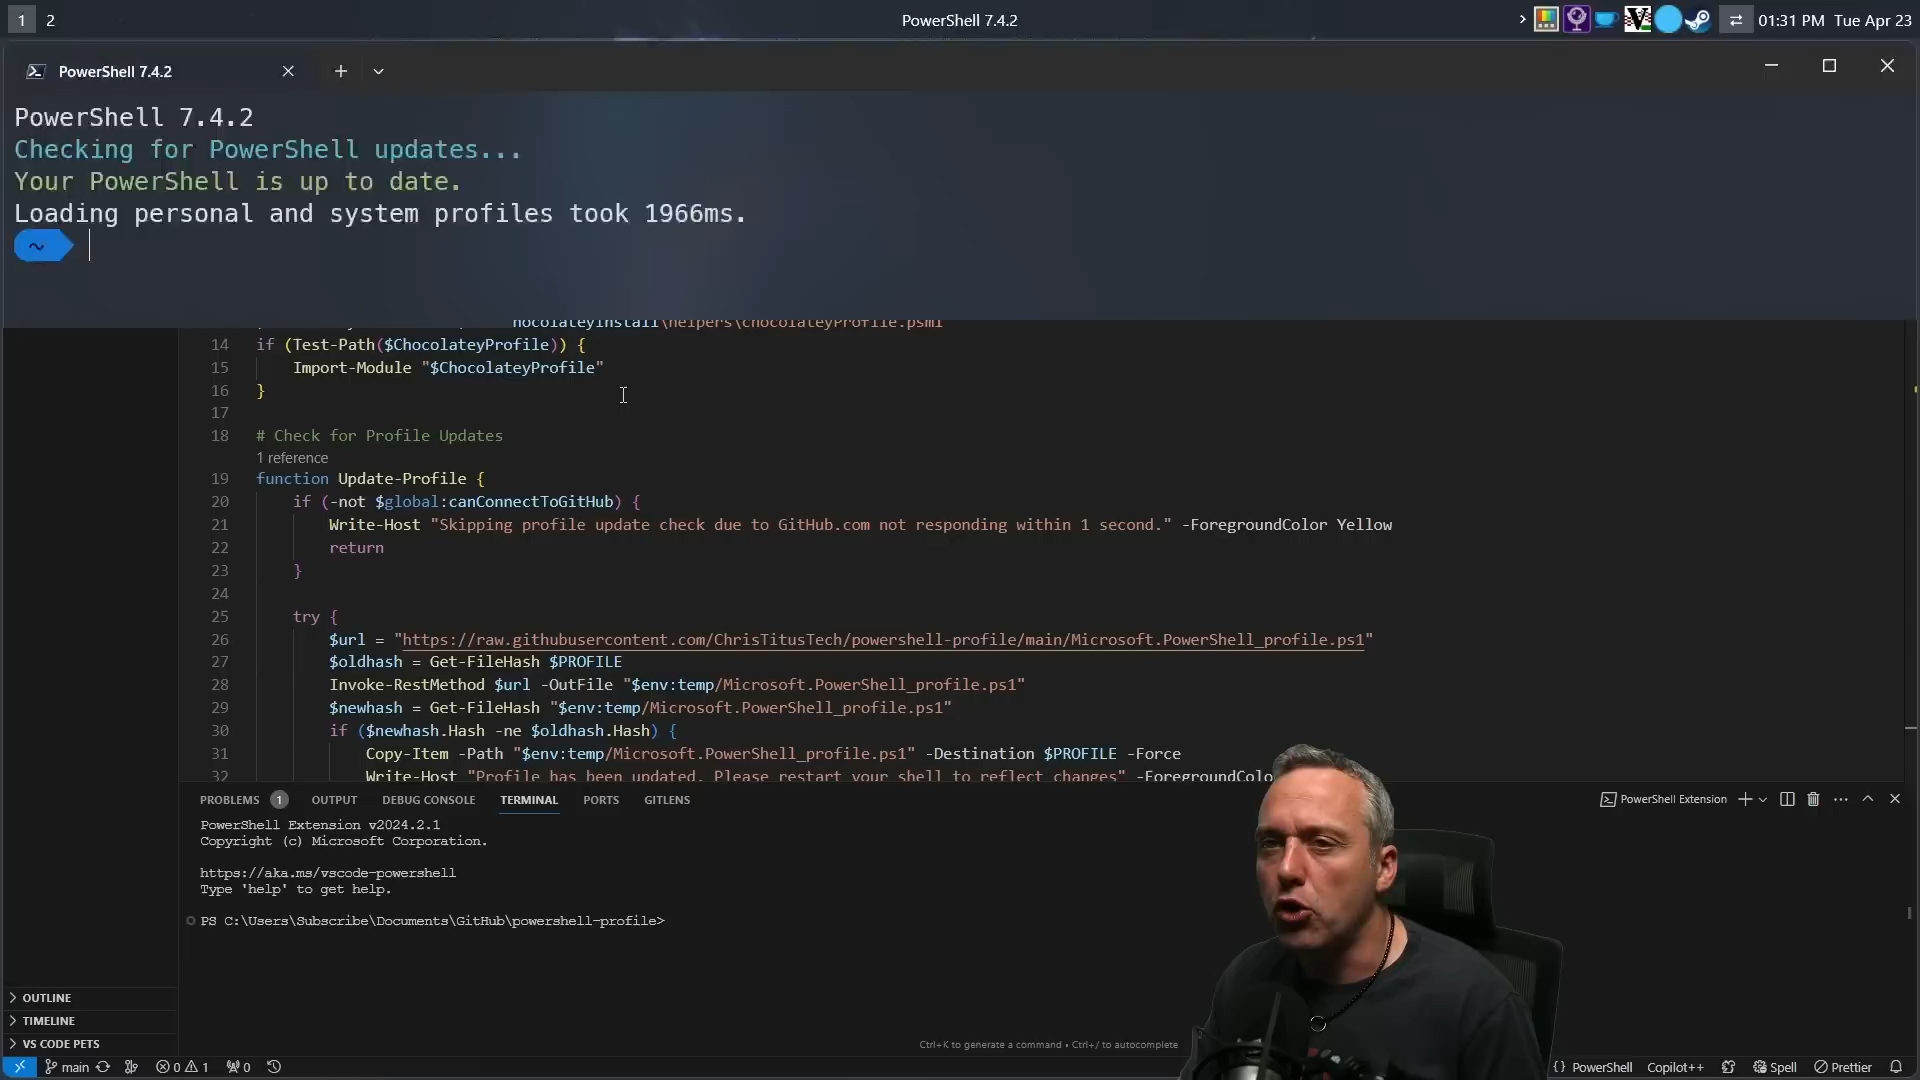 1 2 PowerShell 7.4.2 01:31 PM Tue Apr 23
PowerShell 7.4.2
PowerShell 7.4.2
Checking for PowerShell updates...
Your PowerShell is up to date.
Loading personal and system profiles took 1966ms.
~
hocolateyInstall\helpers\chocolateyProfile.psm1
14 if (Test-Path($ChocolateyProfile)) {
15 Import-Module "$ChocolateyProfile"
16 }
17
18 # Check for Profile Updates
1 reference
19 function Update-Profile {
20 if (-not $global:canConnectToGitHub) {
21 Write-Host "Skipping profile update check due to GitHub.com not responding within 1 second." -ForegroundColor Yellow
22 return
23 }
24
25 try {
26 $url = "https://raw.githubusercontent.com/ChrisTitusTech/powershell-profile/main/Microsoft.PowerShell_profile.ps1"
27 $oldhash = Get-FileHash $PROFILE
28 Invoke-RestMethod $url -OutFile "$env:temp/Microsoft.PowerShell_profile.ps1"
29 $newhash = Get-FileHash "$env:temp/Microsoft.PowerShell_profile.ps1"
30 if ($newhash.Hash -ne $oldhash.Hash) {
31 Copy-Item -Path "$env:temp/Microsoft.PowerShell_profile.ps1" -Destination $PROFILE -Force
32 Write-Host "Profile has been updated. Please restart your shell to reflect changes" -ForegroundColo
PROBLEMS 1 OUTPUT DEBUG CONSOLE TERMINAL PORTS GITLENS PowerShell Extension
PowerShell Extension v2024.2.1
Copyright (c) Microsoft Corporation.
https://aka.ms/vscode-powershell
Type 'help' to get help.
PS C:\Users\Subscribe\Documents\GitHub\powershell-profile>
OUTLINE
TIMELINE
VS CODE PETS
Ctrl+K to generate a command • Ctrl+/ to autocomplete
main 0 1 0 {} PowerShell Copilot++ Spell Prettier